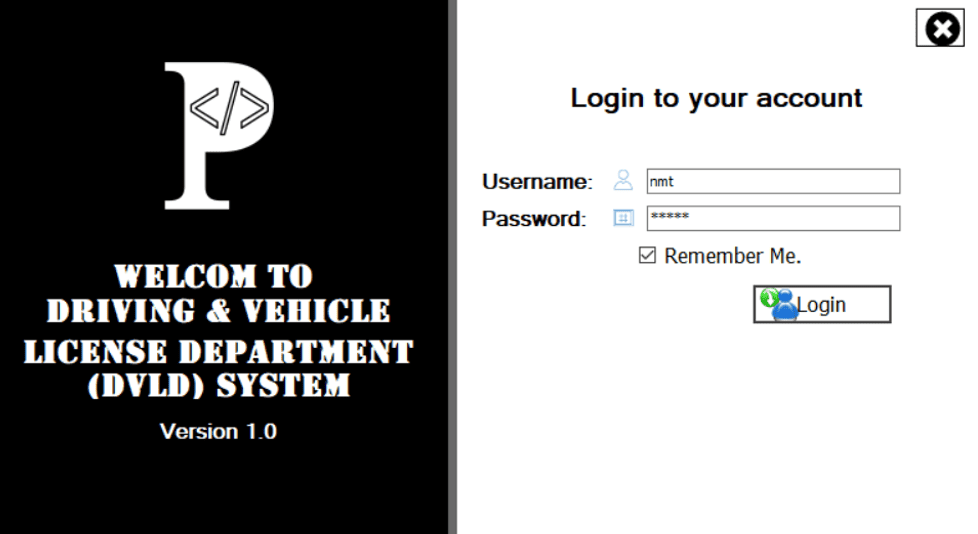 P
</>
WELCOM TO
DRIVING & VEHICLE
LICENSE DEPARTMENT
(DVLD) SYSTEM
Version 1.0
Login to your account
Username: nmt
Password: *****
Remember Me.
Login